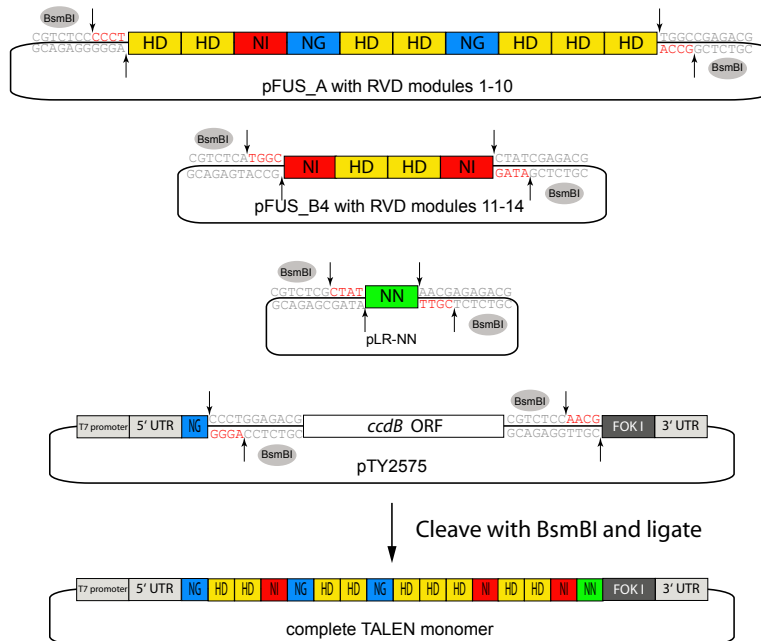 BsmBI
CGTCTCCCCCT HD HD NI NG HD HD NG HD HD HD TGGCCGAGACG
GCAGAGGGGGA ACCGGCTCTGC
BsmBI
pFUS_A with RVD modules 1-10
BsmBI
CGTCTCATGGC NI HD HD NI CTATCGAGACG
GCAGAGTACCG GATAGCTCTGC
BsmBI
pFUS_B4 with RVD modules 11-14
BsmBI
CGTCTCGCTAT NN AACGAGAGACG
GCAGAGCGATA TTGCTCTCTGC
BsmBI
pLR-NN
BsmBI
T7 promoter 5' UTR NG CCCTGGAGACG ccdB ORF CGTCTCCAACG FOK I 3' UTR
GGGACCTCTGC GCAGAGGTTGC
BsmBI
pTY2575
Cleave with BsmBI and ligate
T7 promoter 5' UTR NG HD HD NI NG HD HD NG HD HD HD NI HD HD NI NN FOK I 3' UTR
complete TALEN monomer